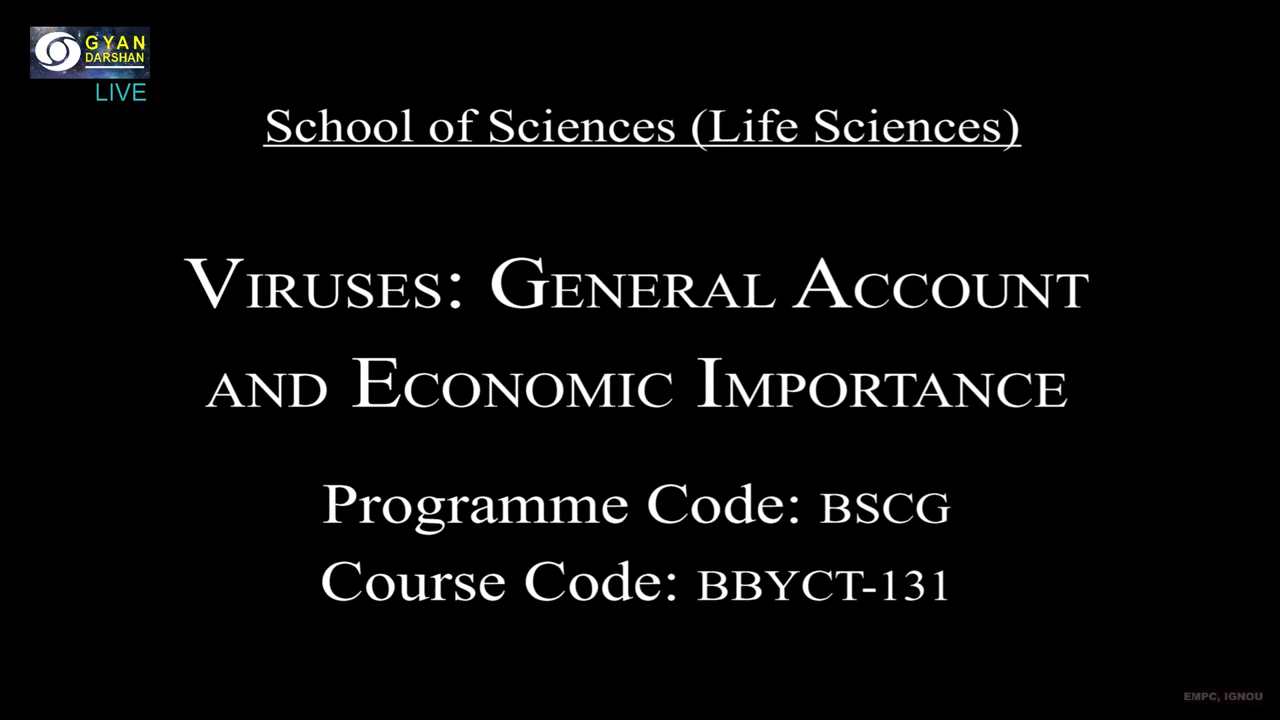 GYAN
DARSHAN
LIVE
School of Sciences (Life Sciences)
VIRUSES: GENERAL ACCOUNT
AND ECONOMIC IMPORTANCE
Programme Code: BSCG
Course Code: BBYCT-131
EMPC, IGNOU